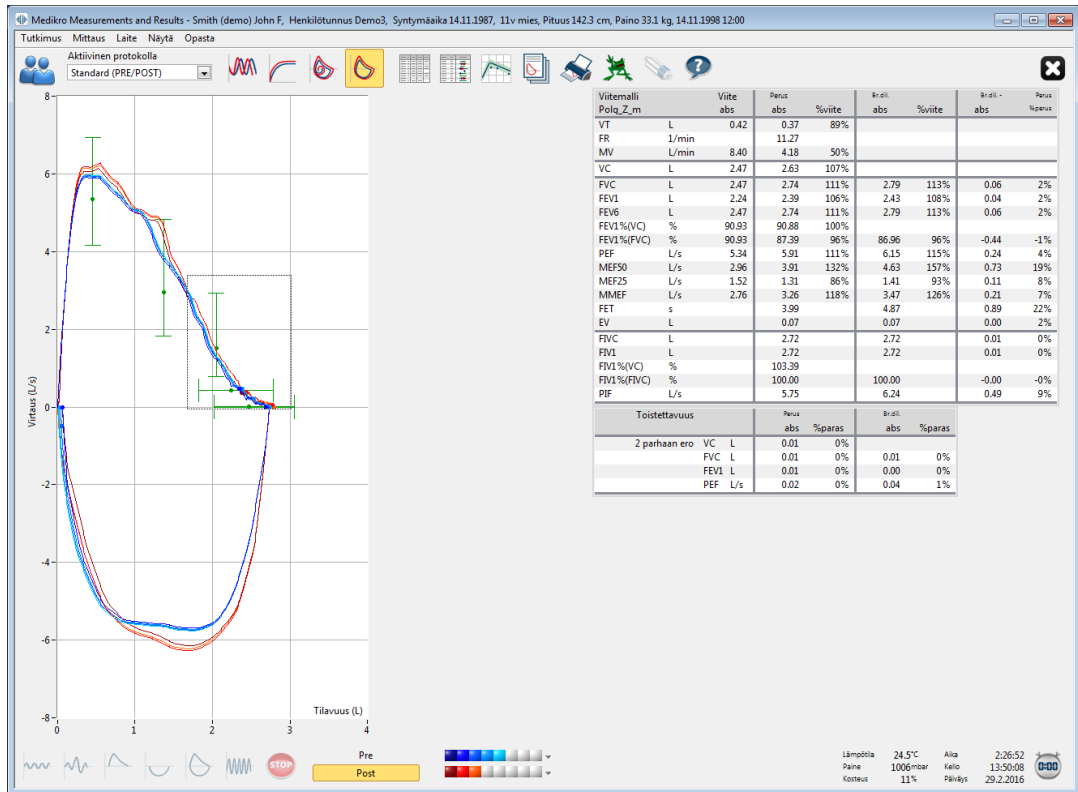 Medikro Measurements and Results - Smith (demo) John F, Henkilötunnus Demo3, Syntymäaika 14.11.1987, 11v mies, Pituus 142.3 cm, Paino 33.1 kg, 14.11.1998 12:00
Tutkimus Mittaus Laite Näytä Opasta
Aktiivinen protokolla
Standard (PRE/POST)
Viitemalli Viite Perus Br.dil. Br.dil. - Perus
Polg_Z_m abs abs %viite abs %viite abs %perus
VT L 0.42 0.37 89%
FR 1/min 11.27
MV L/min 8.40 4.18 50%
VC L 2.47 2.63 107%
FVC L 2.47 2.74 111% 2.79 113% 0.06 2%
FEV1 L 2.24 2.39 106% 2.43 108% 0.04 2%
FEV6 L 2.47 2.74 111% 2.79 113% 0.06 2%
FEV1%(VC) % 90.93 90.88 100%
FEV1%(FVC) % 90.93 87.39 96% 86.96 96% -0.44 -1%
PEF L/s 5.34 5.91 111% 6.15 115% 0.24 4%
MEF50 L/s 2.96 3.91 132% 4.63 157% 0.73 19%
MEF25 L/s 1.52 1.31 86% 1.41 93% 0.11 8%
MMEF L/s 2.76 3.26 118% 3.47 126% 0.21 7%
FET s 3.99 4.87 0.89 22%
EV L 0.07 0.07 0.00 2%
FIVC L 2.72 2.72 0.01 0%
FIV1 L 2.72 2.72 0.01 0%
FIV1%(VC) % 103.39
FIV1%(FIVC) % 100.00 100.00 -0.00 -0%
PIF L/s 5.75 6.24 0.49 9%
Toistettavuus Perus Br.dil.
abs %paras abs %paras
2 parhaan ero VC L 0.01 0%
FVC L 0.01 0% 0.01 0%
FEV1 L 0.01 0% 0.00 0%
PEF L/s 0.02 0% 0.04 1%
8
6
4
2
0
-2
-4
-6
-8
Virtaus (L/s)
Tilavuus (L)
0 1 2 3 4
STOP
Pre
Post
Lämpötila 24.5°C Aika 2:26:52
Paine 1006mbar Kello 13:50:08
Kosteus 11% Päiväys 29.2.2016
0:00